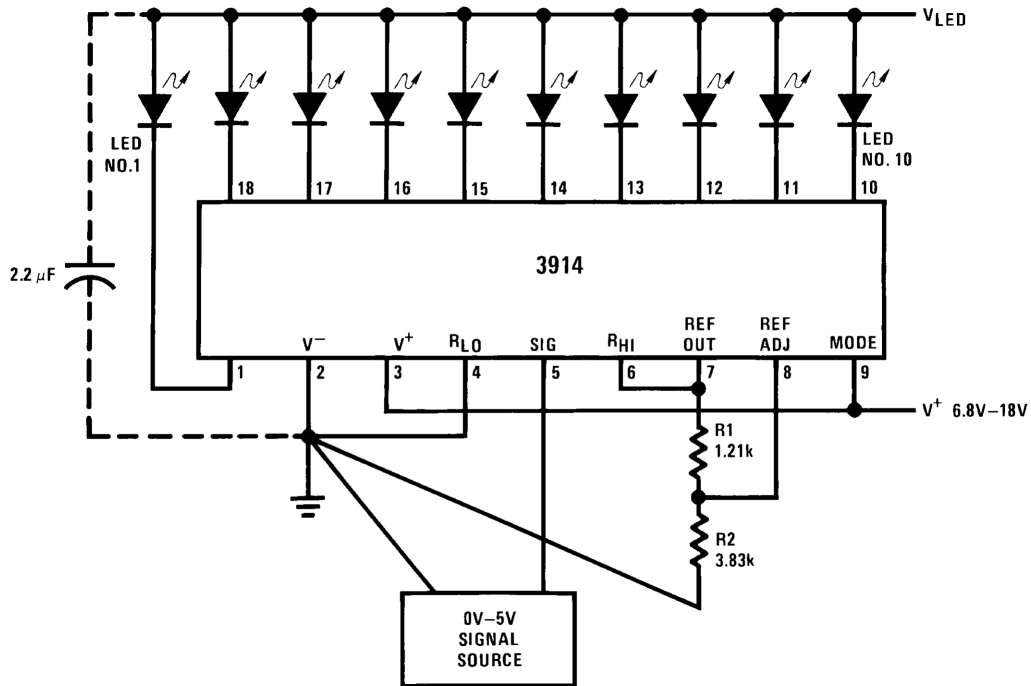 VLED
LED
NO.1
LED
NO. 10
18
17
16
15
14
13
12
11
10
2.2 μF
3914
V−
V+
RLO
SIG
RHI
REF
OUT
REF
ADJ
MODE
1
2
3
4
5
6
7
8
9
V+ 6.8V–18V
R1
1.21k
R2
3.83k
0V–5V
SIGNAL
SOURCE